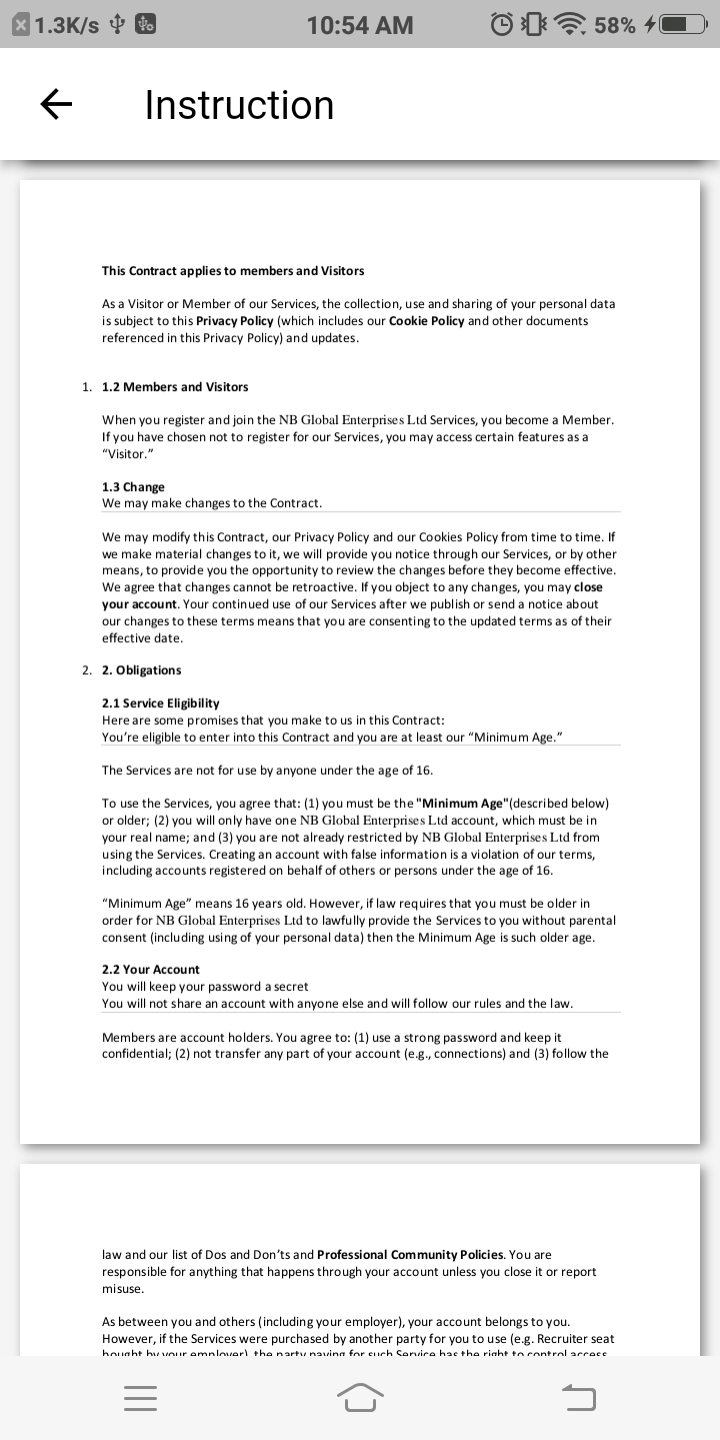 1.3K/s
10:54 AM
58%
Instruction
This Contract applies to members and Visitors
As a Visitor or Member of our Services, the collection, use and sharing of your personal data
is subject to this Privacy Policy (which includes our Cookie Policy and other documents
referenced in this Privacy Policy) and updates.
1. 1.2 Members and Visitors
When you register and join the NB Global Enterprises Ltd Services, you become a Member.
If you have chosen not to register for our Services, you may access certain features as a
“Visitor.”
1.3 Change
We may make changes to the Contract.
We may modify this Contract, our Privacy Policy and our Cookies Policy from time to time. If
we make material changes to it, we will provide you notice through our Services, or by other
means, to provide you the opportunity to review the changes before they become effective.
We agree that changes cannot be retroactive. If you object to any changes, you may close
your account. Your continued use of our Services after we publish or send a notice about
our changes to these terms means that you are consenting to the updated terms as of their
effective date.
2. 2. Obligations
2.1 Service Eligibility
Here are some promises that you make to us in this Contract:
You’re eligible to enter into this Contract and you are at least our “Minimum Age.”
The Services are not for use by anyone under the age of 16.
To use the Services, you agree that: (1) you must be the "Minimum Age"(described below)
or older; (2) you will only have one NB Global Enterprises Ltd account, which must be in
your real name; and (3) you are not already restricted by NB Global Enterprises Ltd from
using the Services. Creating an account with false information is a violation of our terms,
including accounts registered on behalf of others or persons under the age of 16.
“Minimum Age” means 16 years old. However, if law requires that you must be older in
order for NB Global Enterprises Ltd to lawfully provide the Services to you without parental
consent (including using of your personal data) then the Minimum Age is such older age.
2.2 Your Account
You will keep your password a secret
You will not share an account with anyone else and will follow our rules and the law.
Members are account holders. You agree to: (1) use a strong password and keep it
confidential; (2) not transfer any part of your account (e.g., connections) and (3) follow the
law and our list of Dos and Don’ts and Professional Community Policies. You are
responsible for anything that happens through your account unless you close it or report
misuse.
As between you and others (including your employer), your account belongs to you.
However, if the Services were purchased by another party for you to use (e.g. Recruiter seat
bought by your employer), the party paying for such Service has the right to control access